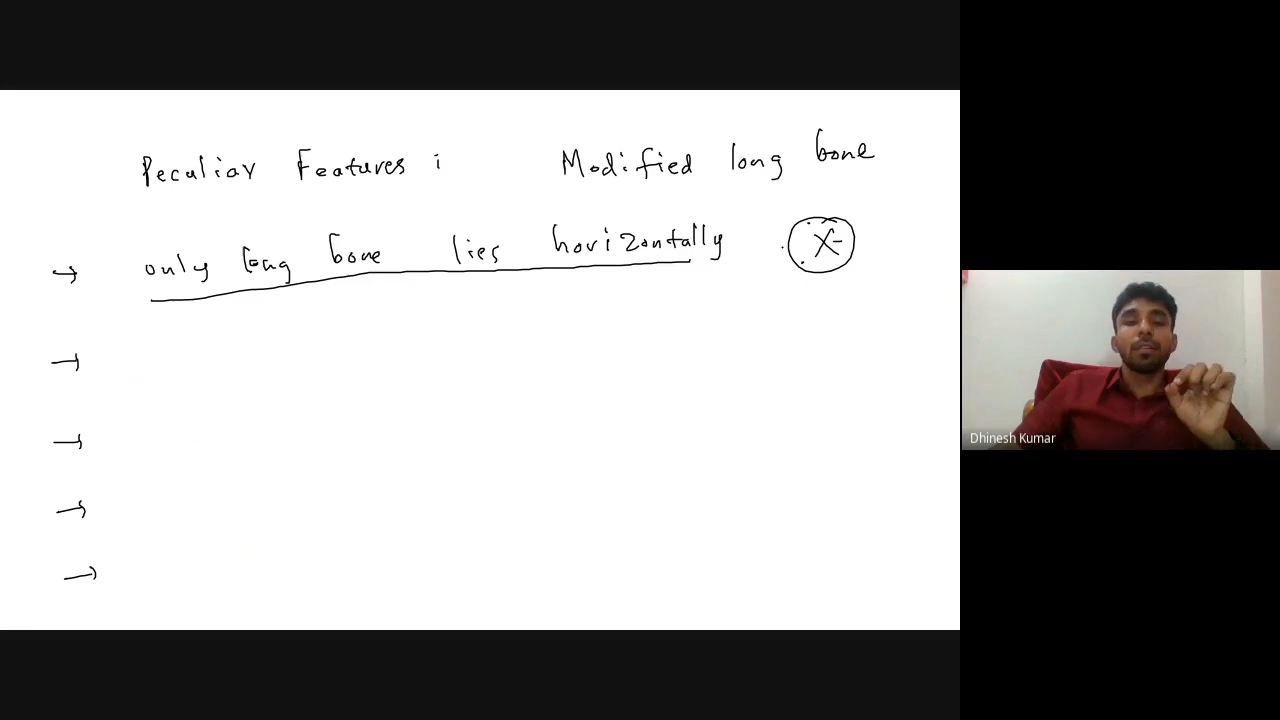 Peculiar Features : Modified long bone
→ only long bone lies horizontally X
→
→
→
→
Dhinesh Kumar